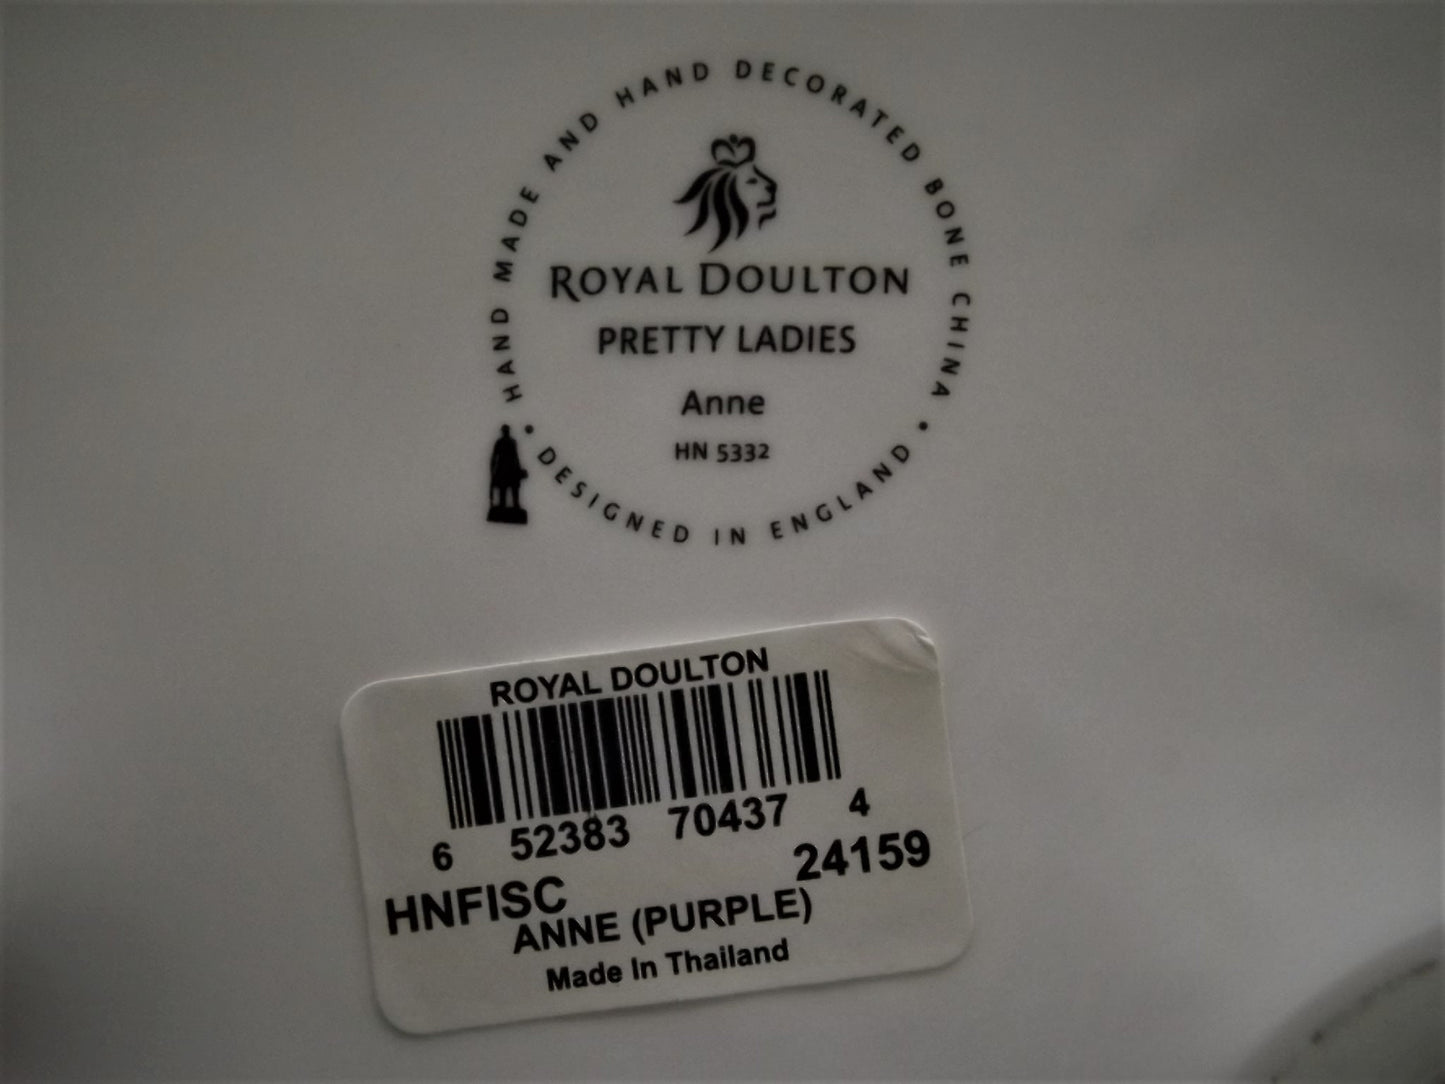 HAND MADE AND HAND DECORATED BONE CHINA •
ROYAL DOULTON
PRETTY LADIES
Anne
HN 5332
• DESIGNED IN ENGLAND
ROYAL DOULTON
6 52383 70437 4
HNFISC 24159
ANNE (PURPLE)
Made In Thailand